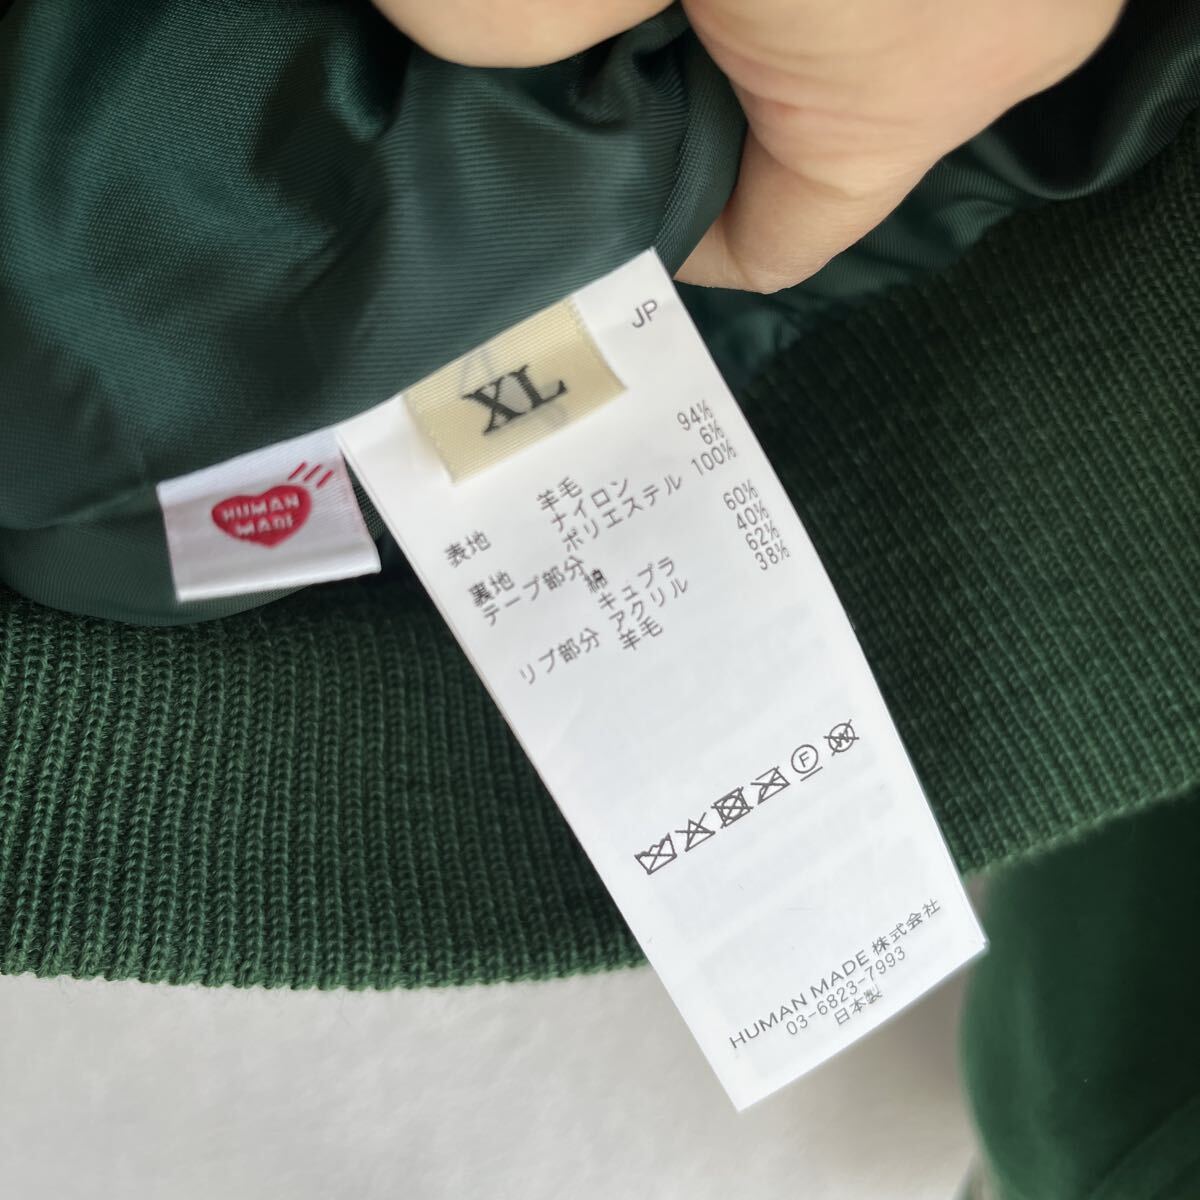 JP
XL
HUMAN
MADE
表地 羊毛 94%
ナイロン 6%
裏地 ポリエステル 100%
テープ部分 綿 60%
キュプラ 40%
リブ部分 アクリル 62%
羊毛 38%
F
W
HUMAN MADE 株式会社
03-6823-7993
日本製